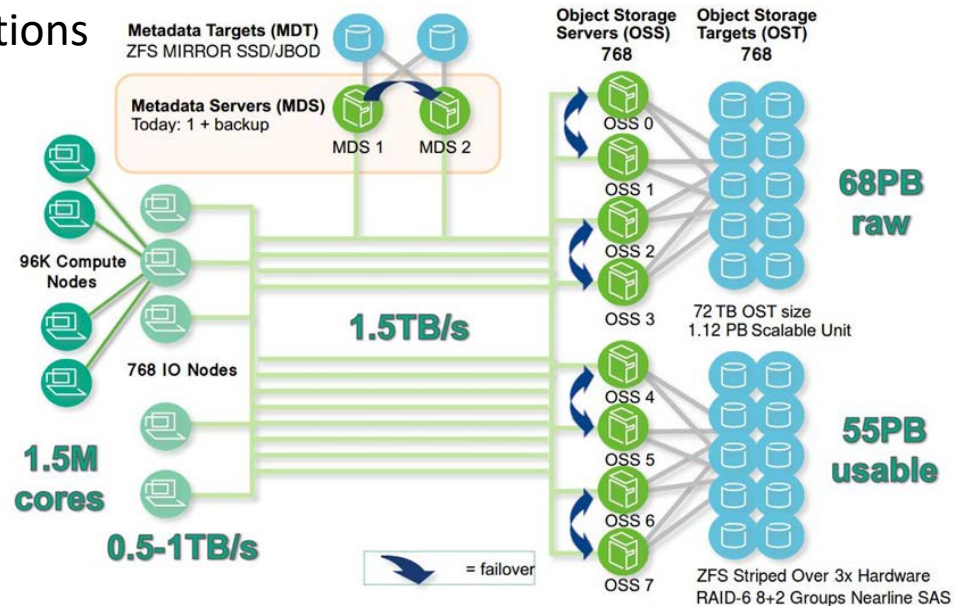 tions
Metadata Targets (MDT)
ZFS MIRROR SSD/JBOD
Metadata Servers (MDS)
Today: 1 + backup
MDS 1
MDS 2
Object Storage
Servers (OSS)
768
Object Storage
Targets (OST)
768
OSS 0
OSS 1
OSS 2
OSS 3
68PB
raw
72 TB OST size
1.12 PB Scalable Unit
96K Compute
Nodes
768 IO Nodes
1.5TB/s
1.5M
cores
0.5-1TB/s
= failover
OSS 4
OSS 5
OSS 6
OSS 7
55PB
usable
ZFS Striped Over 3x Hardware
RAID-6 8+2 Groups Nearline SAS